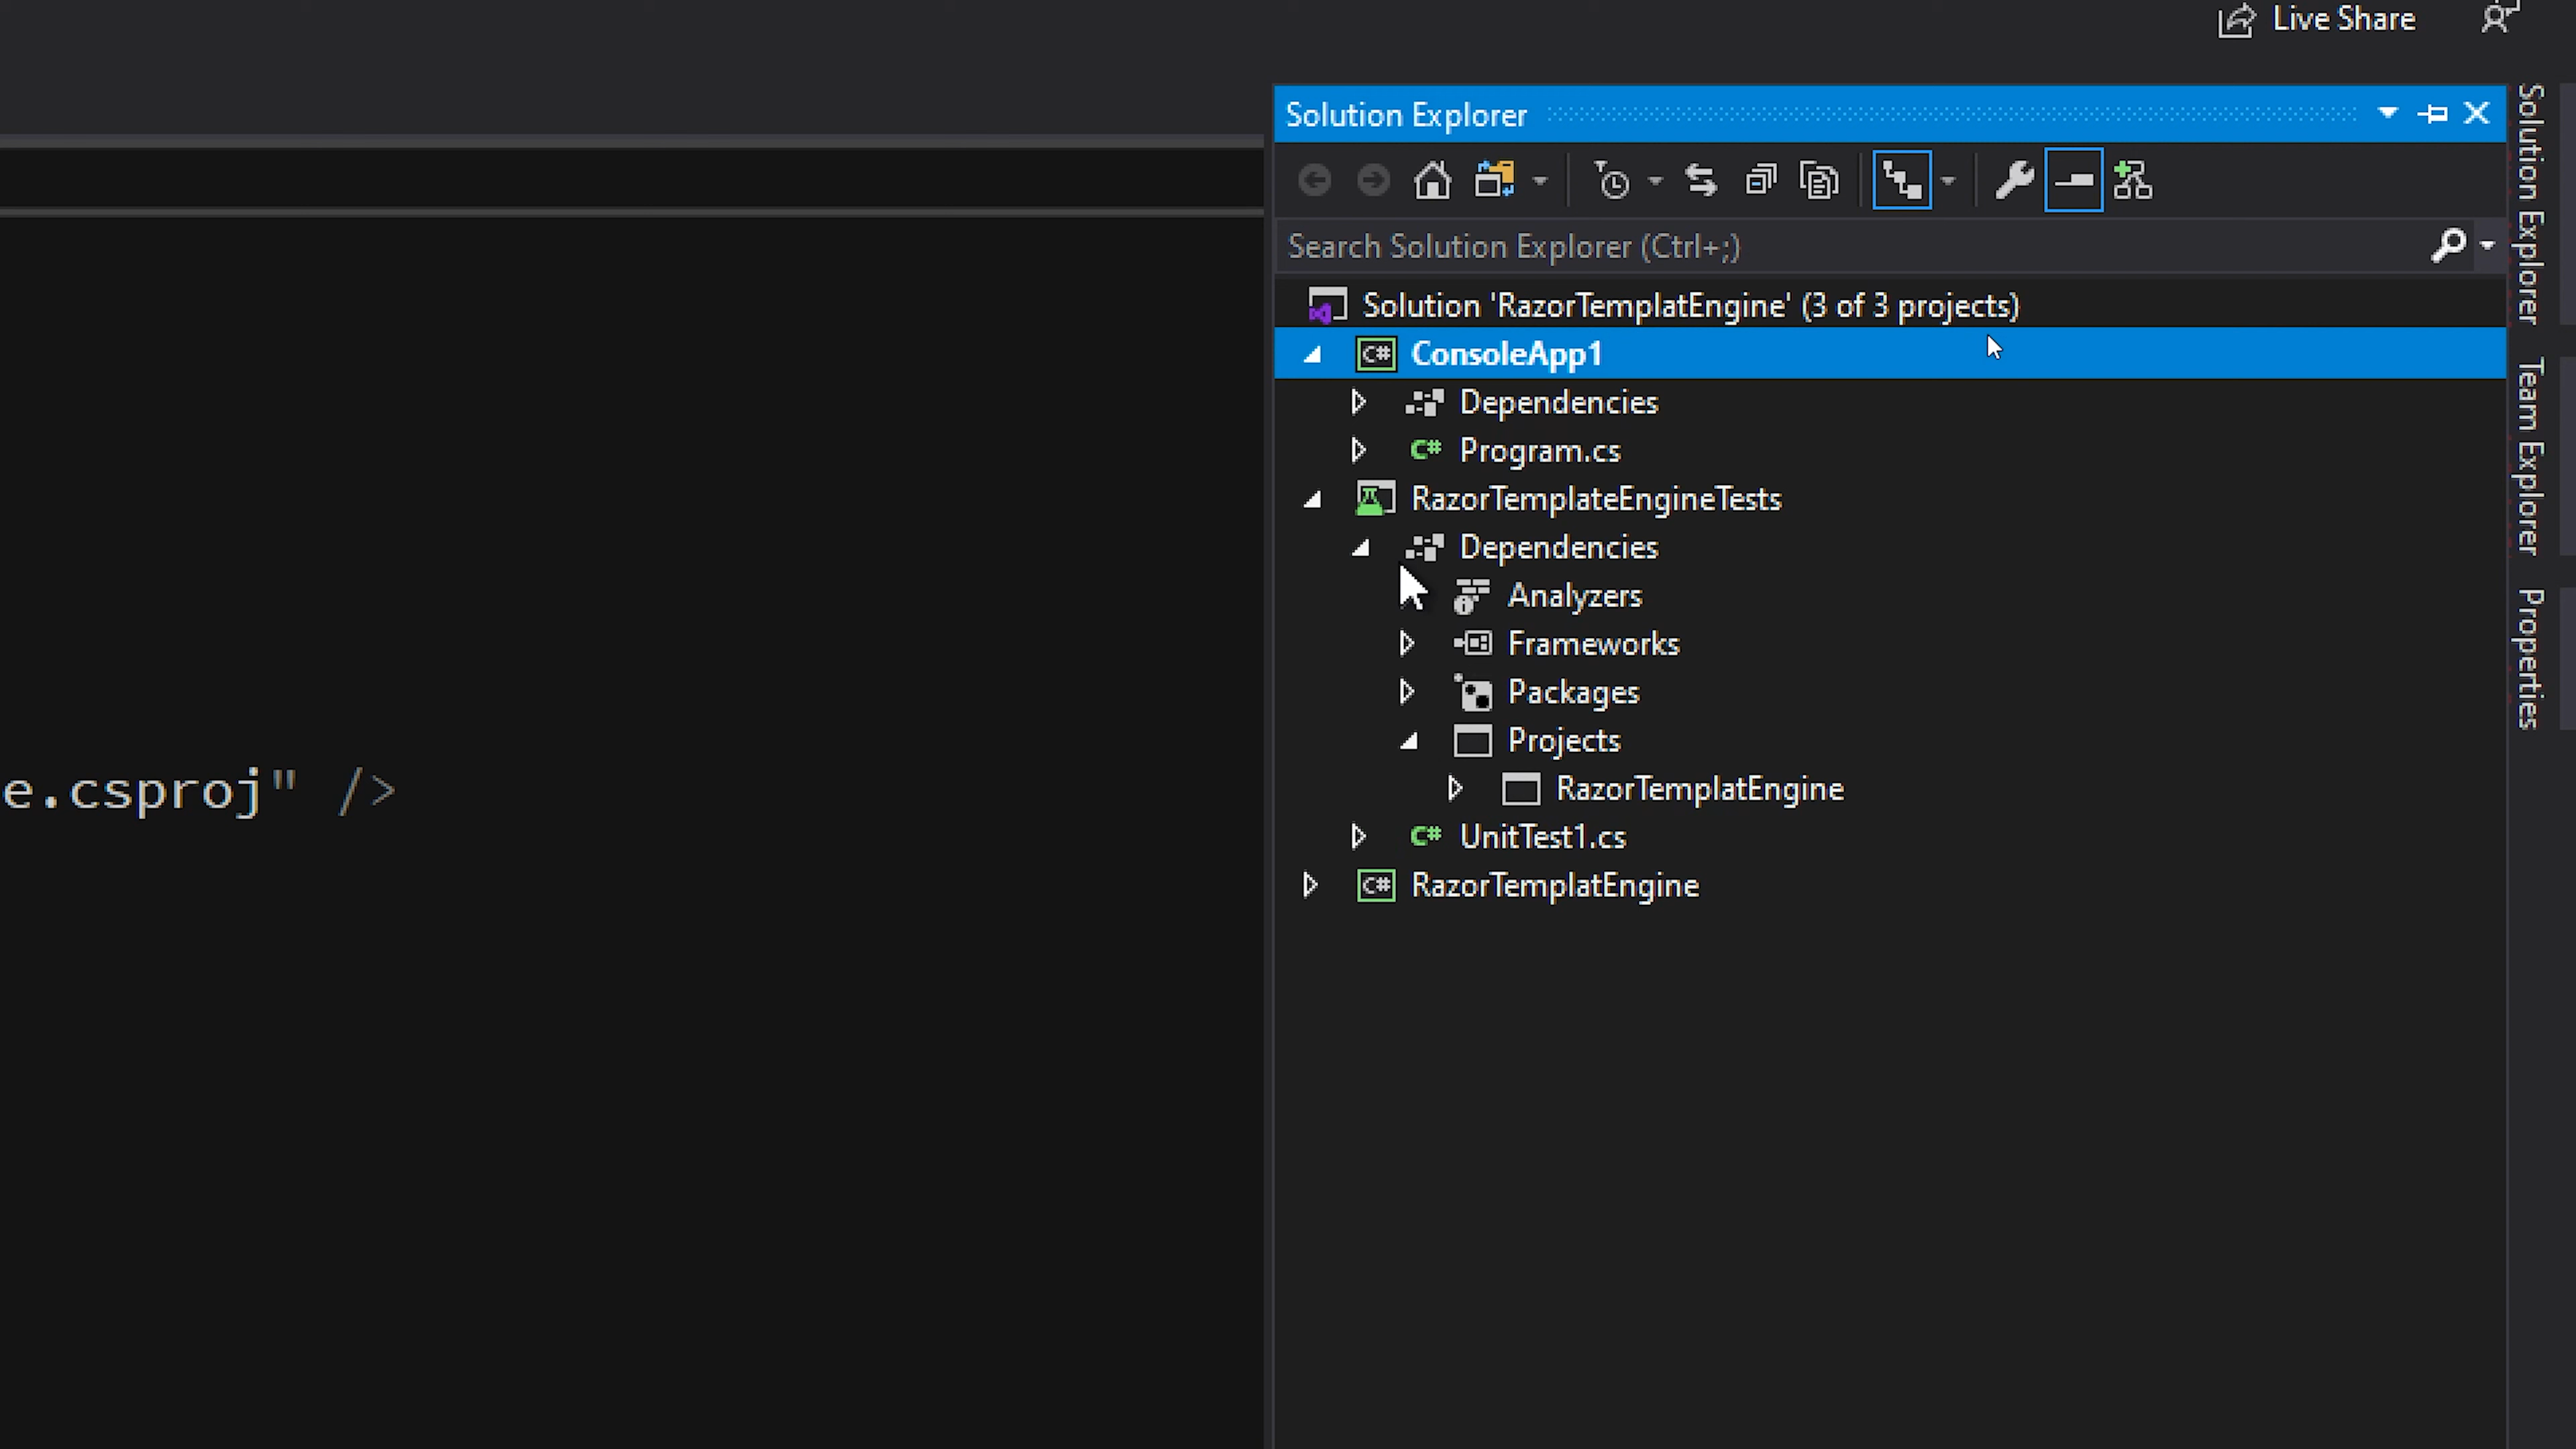 Live Share
Solution Explorer
Search Solution Explorer (Ctrl+;)
Solution 'RazorTemplatEngine' (3 of 3 projects)
C# ConsoleApp1
Dependencies
C# Program.cs
RazorTemplateEngineTests
Dependencies
Analyzers
Frameworks
Packages
Projects
RazorTemplatEngine
C# UnitTest1.cs
C# RazorTemplatEngine
e.csproj" />
Solution Explorer
Team Explorer
Properties